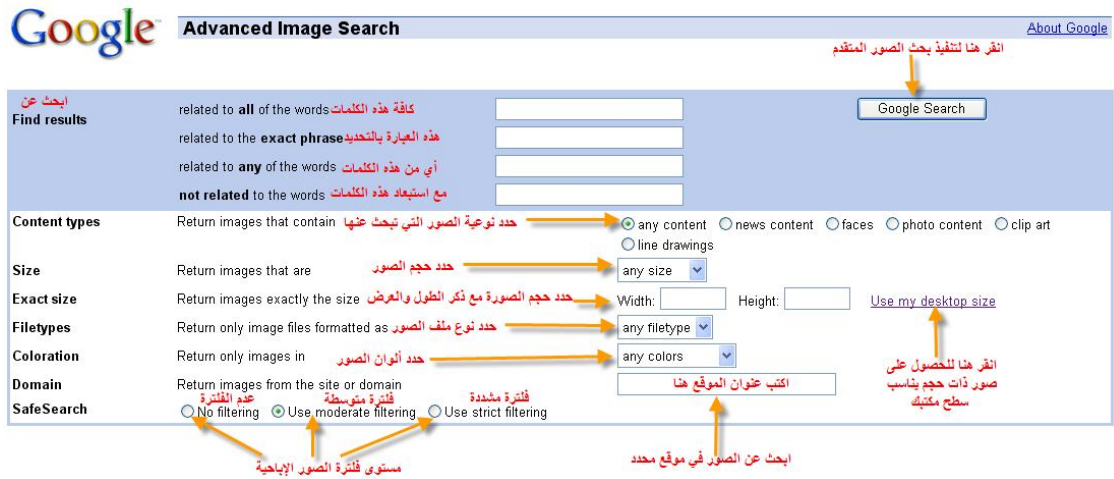 Google™ Advanced Image Search About Google
انقر هنا لتنفيذ بحث الصور المتقدم
ابحث عن
Find results
related to all of the words كافة هذه الكلمات
Google Search
related to the exact phrase هذه العبارة بالتحديد
related to any of the words أي من هذه الكلمات
not related to the words مع استبعاد هذه الكلمات
Content types Return images that contain حدد نوعية الصور التي تبحث عنها any content news content faces photo content clip art
line drawings
Size Return images that are حدد حجم الصور any size
Exact size Return images exactly the size حدد حجم الصورة مع ذكر الطول والعرض Width: Height: Use my desktop size
Filetypes Return only image files formatted as حدد نوع ملف الصور any filetype
Coloration Return only images in حدد ألوان الصور any colors
انقر هنا للحصول على
صور ذات حجم يناسب
سطح مكتبك
Domain Return images from the site or domain اكتب عنوان الموقع هنا
عدم الفلترة فلترة متوسطة فلترة مشددة
SafeSearch No filtering Use moderate filtering Use strict filtering
مستوى فلترة الصور الإباحية
ابحث عن الصور في موقع محدد